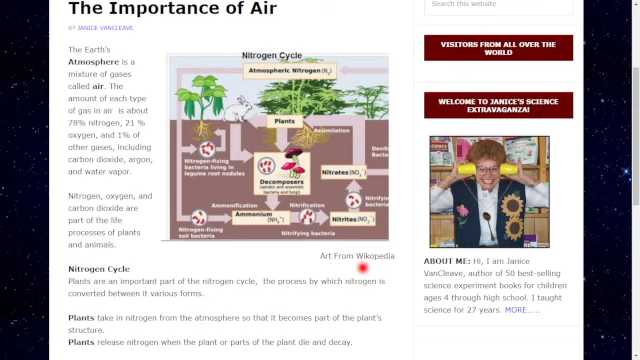 The Importance of Air
BY JANICE VANCLEAVE
The Earth's
Atmosphere is a
mixture of gases
called air. The
amount of each type
of gas in air is about
78% nitrogen, 21 %
oxygen, and 1% of
other gases, including
carbon dioxide, argon,
and water vapor.
Nitrogen, oxygen, and
carbon dioxide are
part of the life
processes of plants
and animals.
Nitrogen Cycle
Atmospheric Nitrogen (N₂)
Plants
Assimilation
Nitrogen-fixing
bacteria living in
legume root nodules
Decomposers
(aerobic and anaerobic
bacteria and fungi)
Nitrates (NO₃⁻)
Ammonification
Nitrification
Ammonium (NH₄⁺)
Nitrites (NO₂⁻)
Nitrogen-fixing
soil bacteria
Nitrifying bacteria
Art From Wikopedia
Nitrogen Cycle
Plants are an important part of the nitrogen cycle, the process by which nitrogen is
converted between it various forms.
Plants take in nitrogen from the atmosphere so that it becomes part of the plant's
structure.
Plants release nitrogen when the plant or parts of the plant die and decay.
Search this website
VISITORS FROM ALL OVER THE
WORLD
WELCOME TO JANICE'S SCIENCE
EXTRAVAGANZA!
ABOUT ME: Hi, I am Janice
VanCleave, author of 50 best-selling
science experiment books for children
ages 4 through high school. I taught
science for 27 years. MORE.....